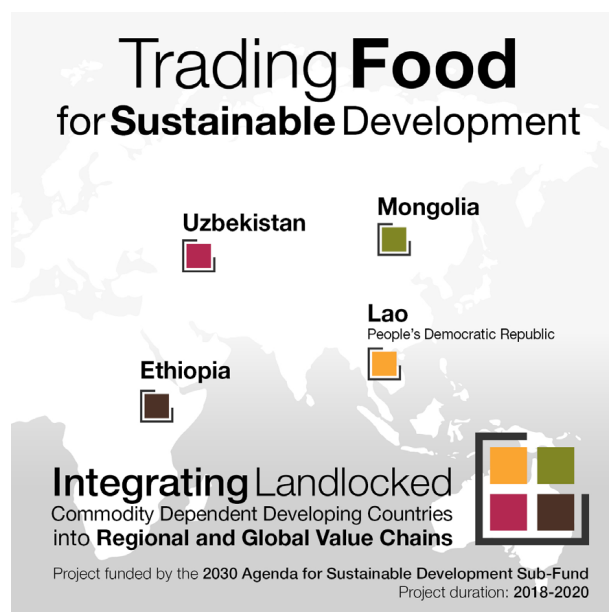 Trading Food
for Sustainable Development
Uzbekistan
Mongolia
Lao
People's Democratic Republic
Ethiopia
Integrating Landlocked
Commodity Dependent Developing Countries
into Regional and Global Value Chains
Project funded by the 2030 Agenda for Sustainable Development Sub-Fund
Project duration: 2018-2020